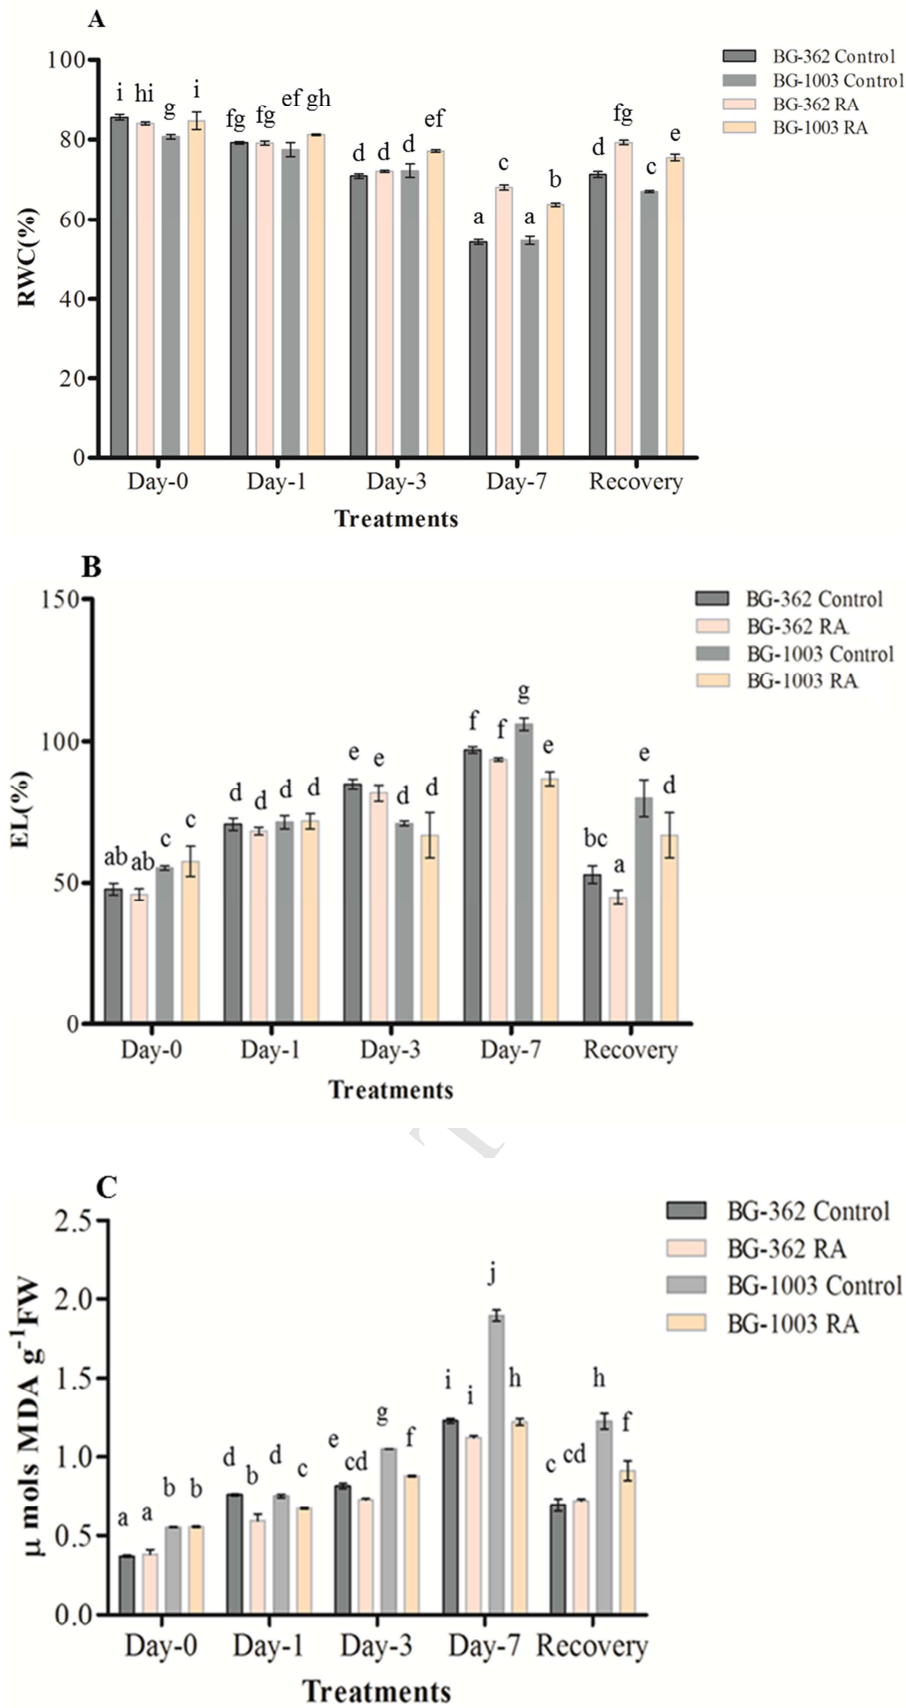 A
100
80
60
40
20
0
RWC(%)
i hi g i
fg fg ef gh
d d d ef
a c a b
d fg c e
Day-0 Day-1 Day-3 Day-7 Recovery
Treatments
BG-362 Control
BG-1003 Control
BG-362 RA
BG-1003 RA
B
150
100
50
0
EL(%)
ab ab c c
d d d d
e e d d
f f g e
bc a e d
Day-0 Day-1 Day-3 Day-7 Recovery
Treatments
BG-362 Control
BG-362 RA
BG-1003 Control
BG-1003 RA
C
2.5
2.0
1.5
1.0
0.5
0.0
μ mols MDA g⁻¹FW
a a b b
d b d c
e cd g f
i i j h
c cd h f
Day-0 Day-1 Day-3 Day-7 Recovery
Treatments
BG-362 Control
BG-362 RA
BG-1003 Control
BG-1003 RA